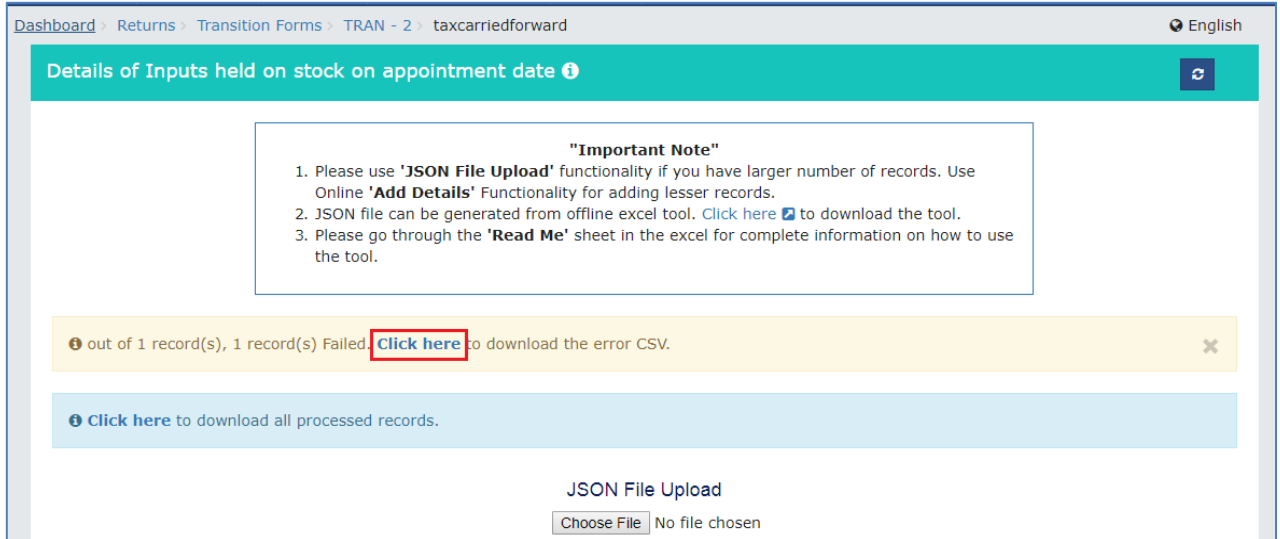 Dashboard > Returns > Transition Forms > TRAN - 2 > taxcarriedforward
English
Details of Inputs held on stock on appointment date
"Important Note"
1. Please use 'JSON File Upload' functionality if you have larger number of records. Use
Online 'Add Details' Functionality for adding lesser records.
2. JSON file can be generated from offline excel tool. Click here to download the tool.
3. Please go through the 'Read Me' sheet in the excel for complete information on how to use
the tool.
out of 1 record(s), 1 record(s) Failed. Click here to download the error CSV.
Click here to download all processed records.
JSON File Upload
Choose File No file chosen